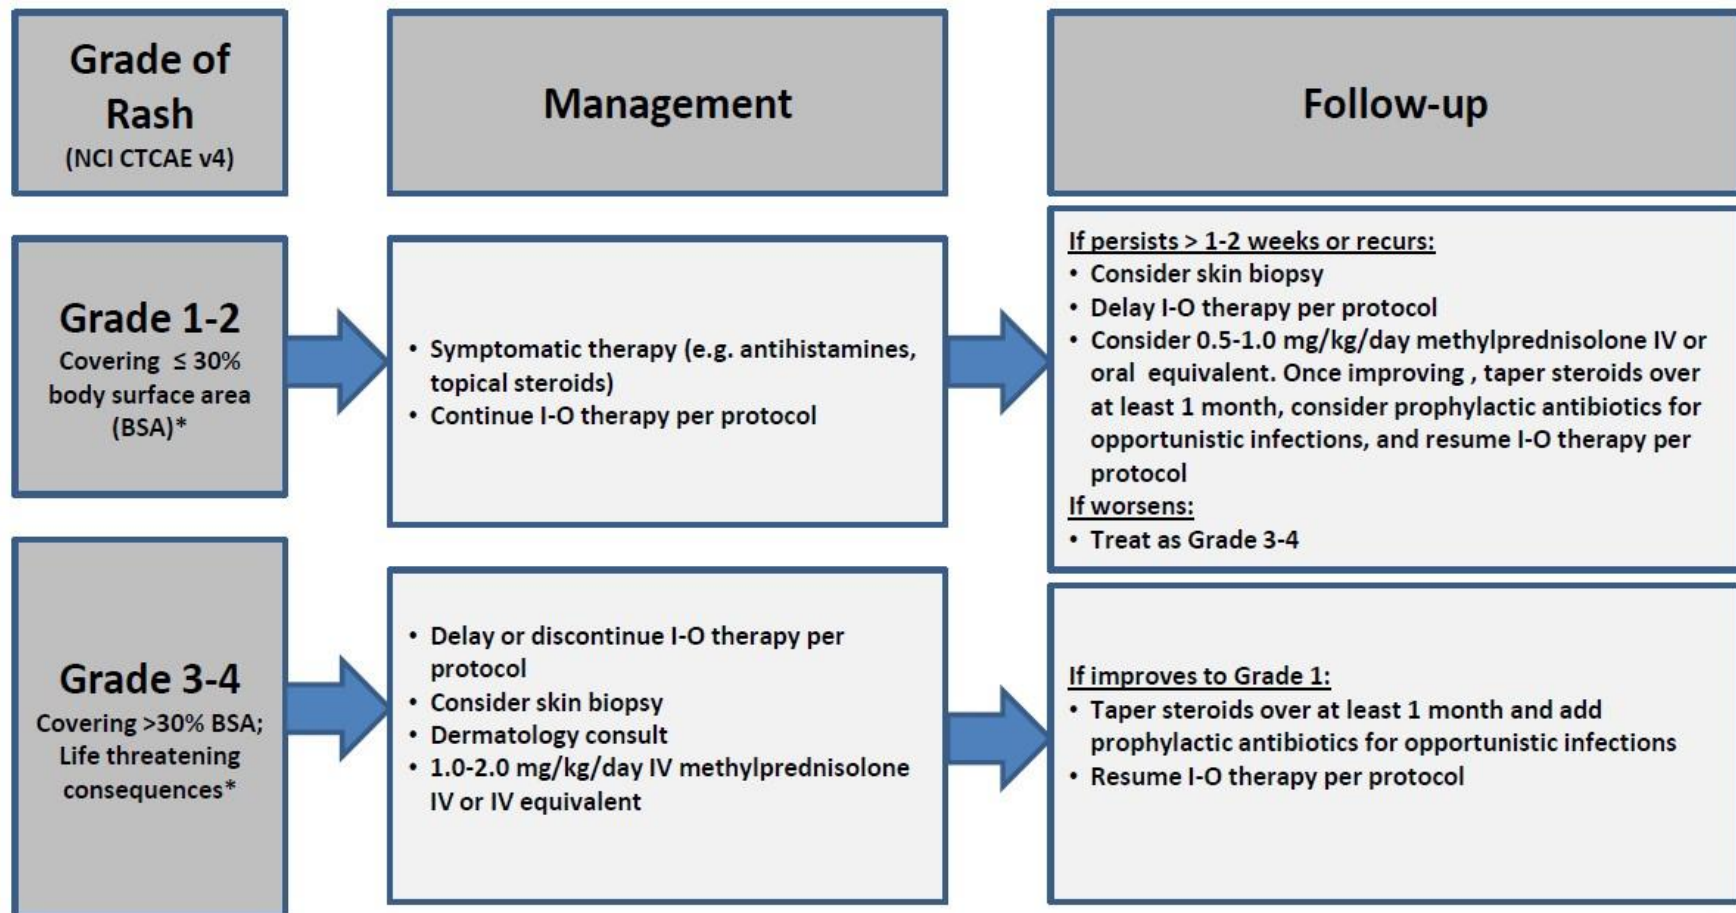 Grade of
Rash
(NCI CTCAE v4)
Management
Follow-up
Grade 1-2
Covering ≤ 30%
body surface area
(BSA)*
• Symptomatic therapy (e.g. antihistamines,
topical steroids)
• Continue I-O therapy per protocol
If persists > 1-2 weeks or recurs:
• Consider skin biopsy
• Delay I-O therapy per protocol
• Consider 0.5-1.0 mg/kg/day methylprednisolone IV or
oral equivalent. Once improving , taper steroids over
at least 1 month, consider prophylactic antibiotics for
opportunistic infections, and resume I-O therapy per
protocol
If worsens:
• Treat as Grade 3-4
Grade 3-4
Covering >30% BSA;
Life threatening
consequences*
• Delay or discontinue I-O therapy per
protocol
• Consider skin biopsy
• Dermatology consult
• 1.0-2.0 mg/kg/day IV methylprednisolone
IV or IV equivalent
If improves to Grade 1:
• Taper steroids over at least 1 month and add
prophylactic antibiotics for opportunistic infections
• Resume I-O therapy per protocol